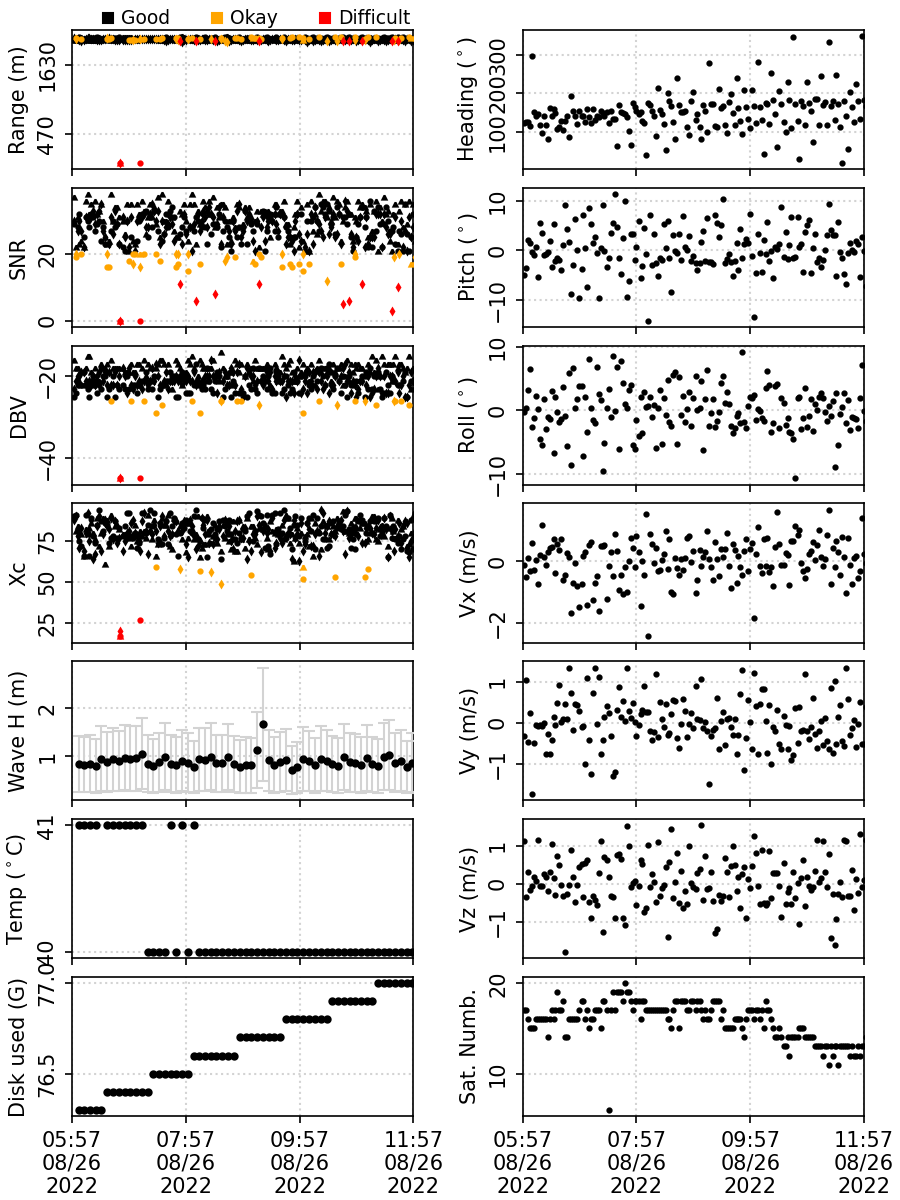 Good Okay Difficult
Range (m)
1630
470
Heading (°)
300
200
100
SNR
20
0
Pitch (°)
10
0
−10
DBV
−20
−40
Roll (°)
10
0
−10
Xc
75
50
25
Vx (m/s)
0
−2
Wave H (m)
2
1
Vy (m/s)
1
0
−1
Temp (°C)
41
40
Vz (m/s)
1
0
−1
Disk used (G)
77.0
76.5
Sat. Numb.
20
10
05:57 07:57 09:57 11:57
08/26 08/26 08/26 08/26
2022 2022 2022 2022
05:57 07:57 09:57 11:57
08/26 08/26 08/26 08/26
2022 2022 2022 2022